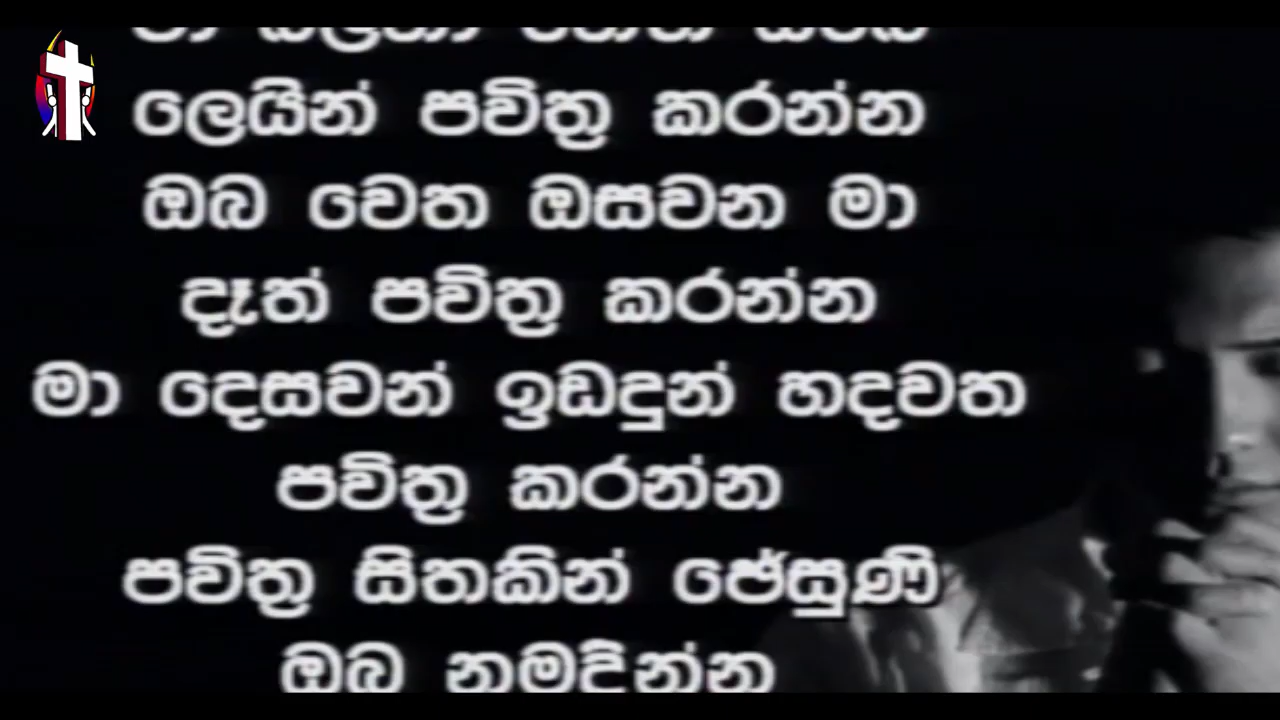 ලෙයින් පවිත්‍ර කරන්න
ඔබ වෙත ඔසවන මා
දෑත් පවිත්‍ර කරන්න
මා දෙසවන් ඉඩදුන් හදවත
පවිත්‍ර කරන්න
පවිත්‍ර සිතකින් ජේසුණි
ඔබ නමදින්න